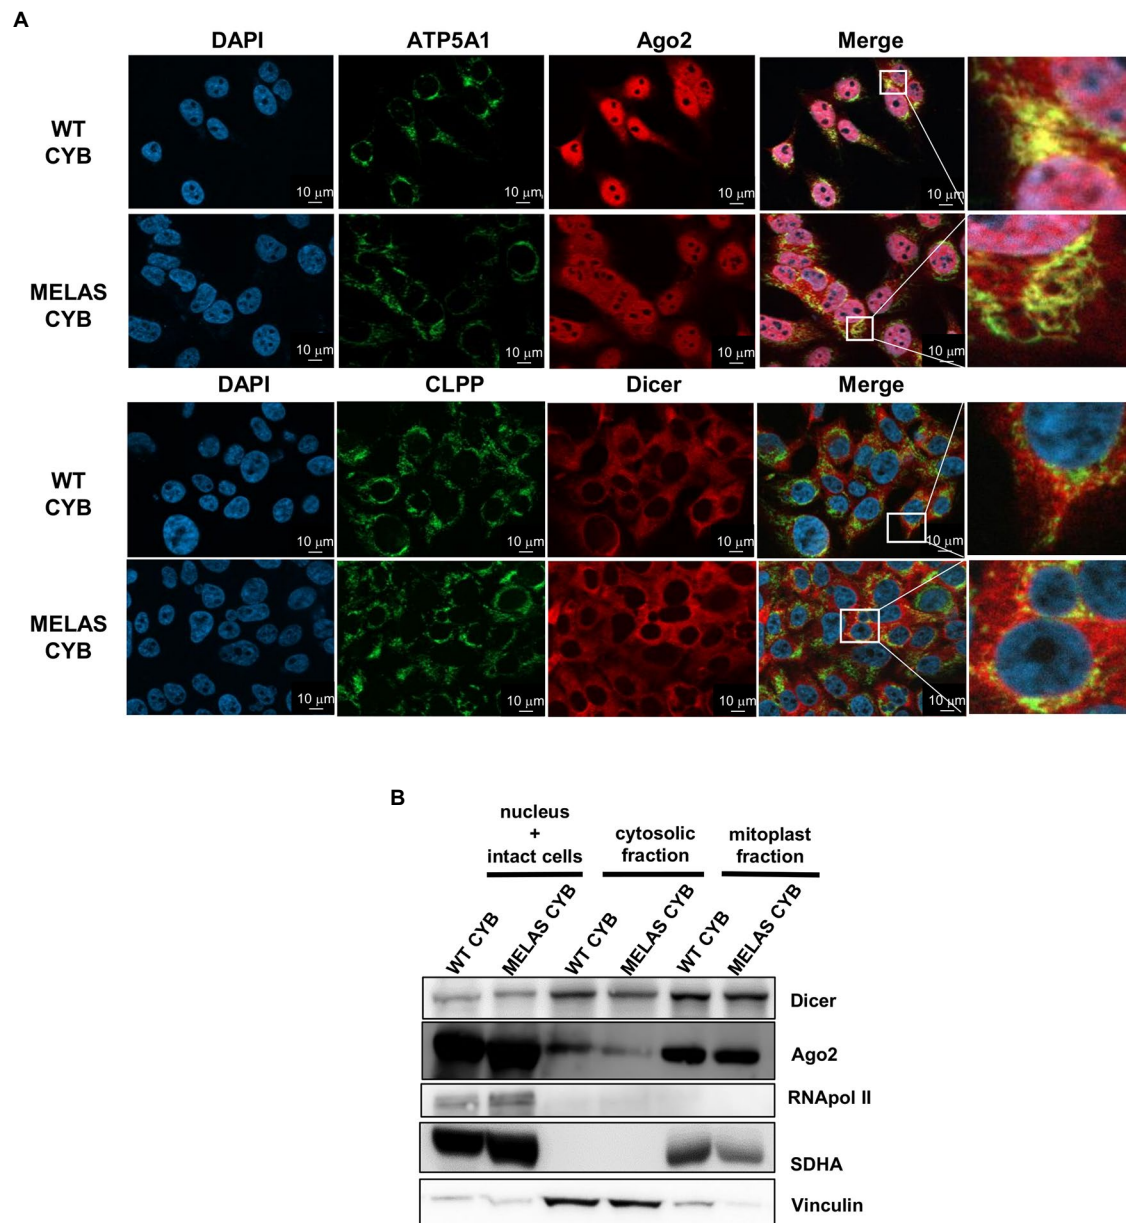 A
DAPI ATP5A1 Ago2 Merge
WT
CYB
10 μm 10 μm 10 μm 10 μm
MELAS
CYB
10 μm 10 μm 10 μm 10 μm
DAPI CLPP Dicer Merge
WT
CYB
10 μm 10 μm 10 μm 10 μm
MELAS
CYB
10 μm 10 μm 10 μm 10 μm
B
nucleus
+
intact cells
cytosolic
fraction
mitoplast
fraction
WT CYB MELAS CYB WT CYB MELAS CYB WT CYB MELAS CYB
Dicer
Ago2
RNApol II
SDHA
Vinculin